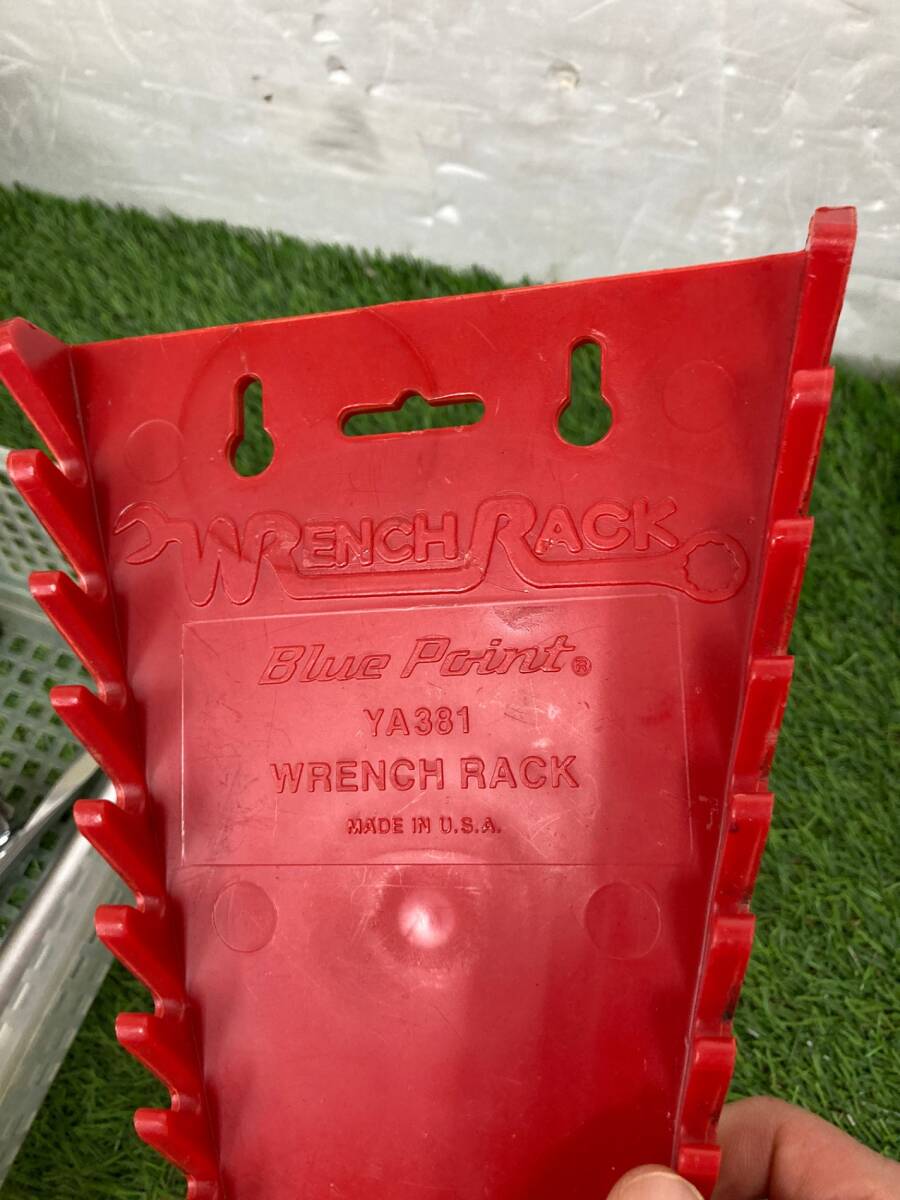 WRENCH RACK
Blue Point®
YA381
WRENCH RACK
MADE IN U.S.A.